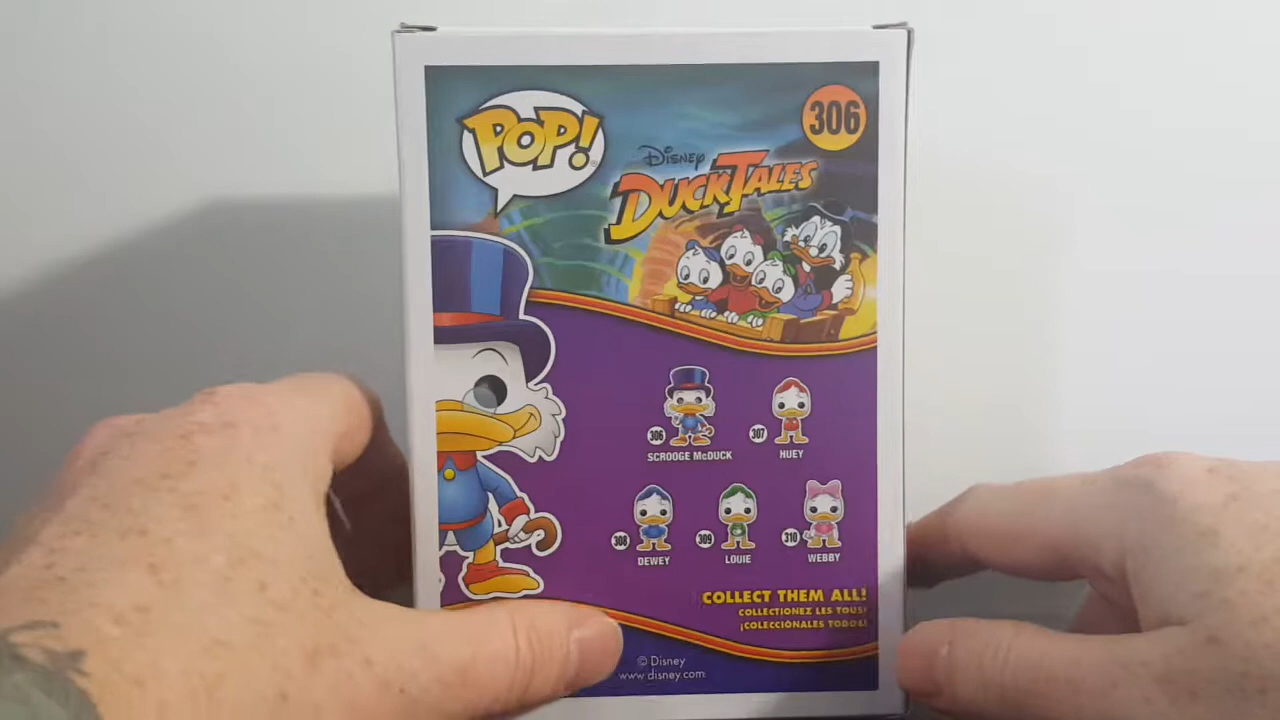 POP!
306
DISNEY
DUCKTALES
306
SCROOGE McDUCK
307
HUEY
308
DEWEY
309
LOUIE
310
WEBBY
COLLECT THEM ALL!
COLLECTIONEZ LES TOUS!
¡COLECCIÓNALES TODOS!
© Disney
www.disney.com